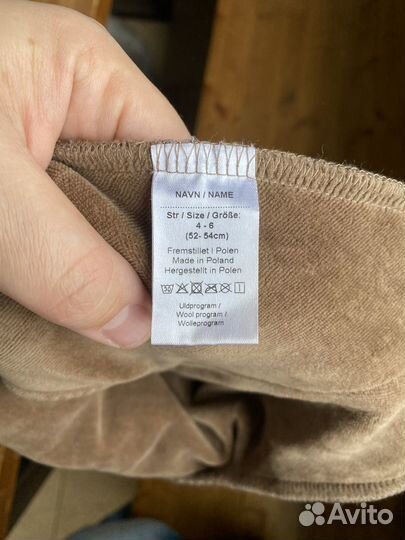 NAVN / NAME
Str / Size / Größe:
4 - 6
(52- 54cm)
Fremstillet i Polen
Made in Poland
Hergestellt in Polen
Uldprogram /
Wool programme /
Wolleprogram
Avito